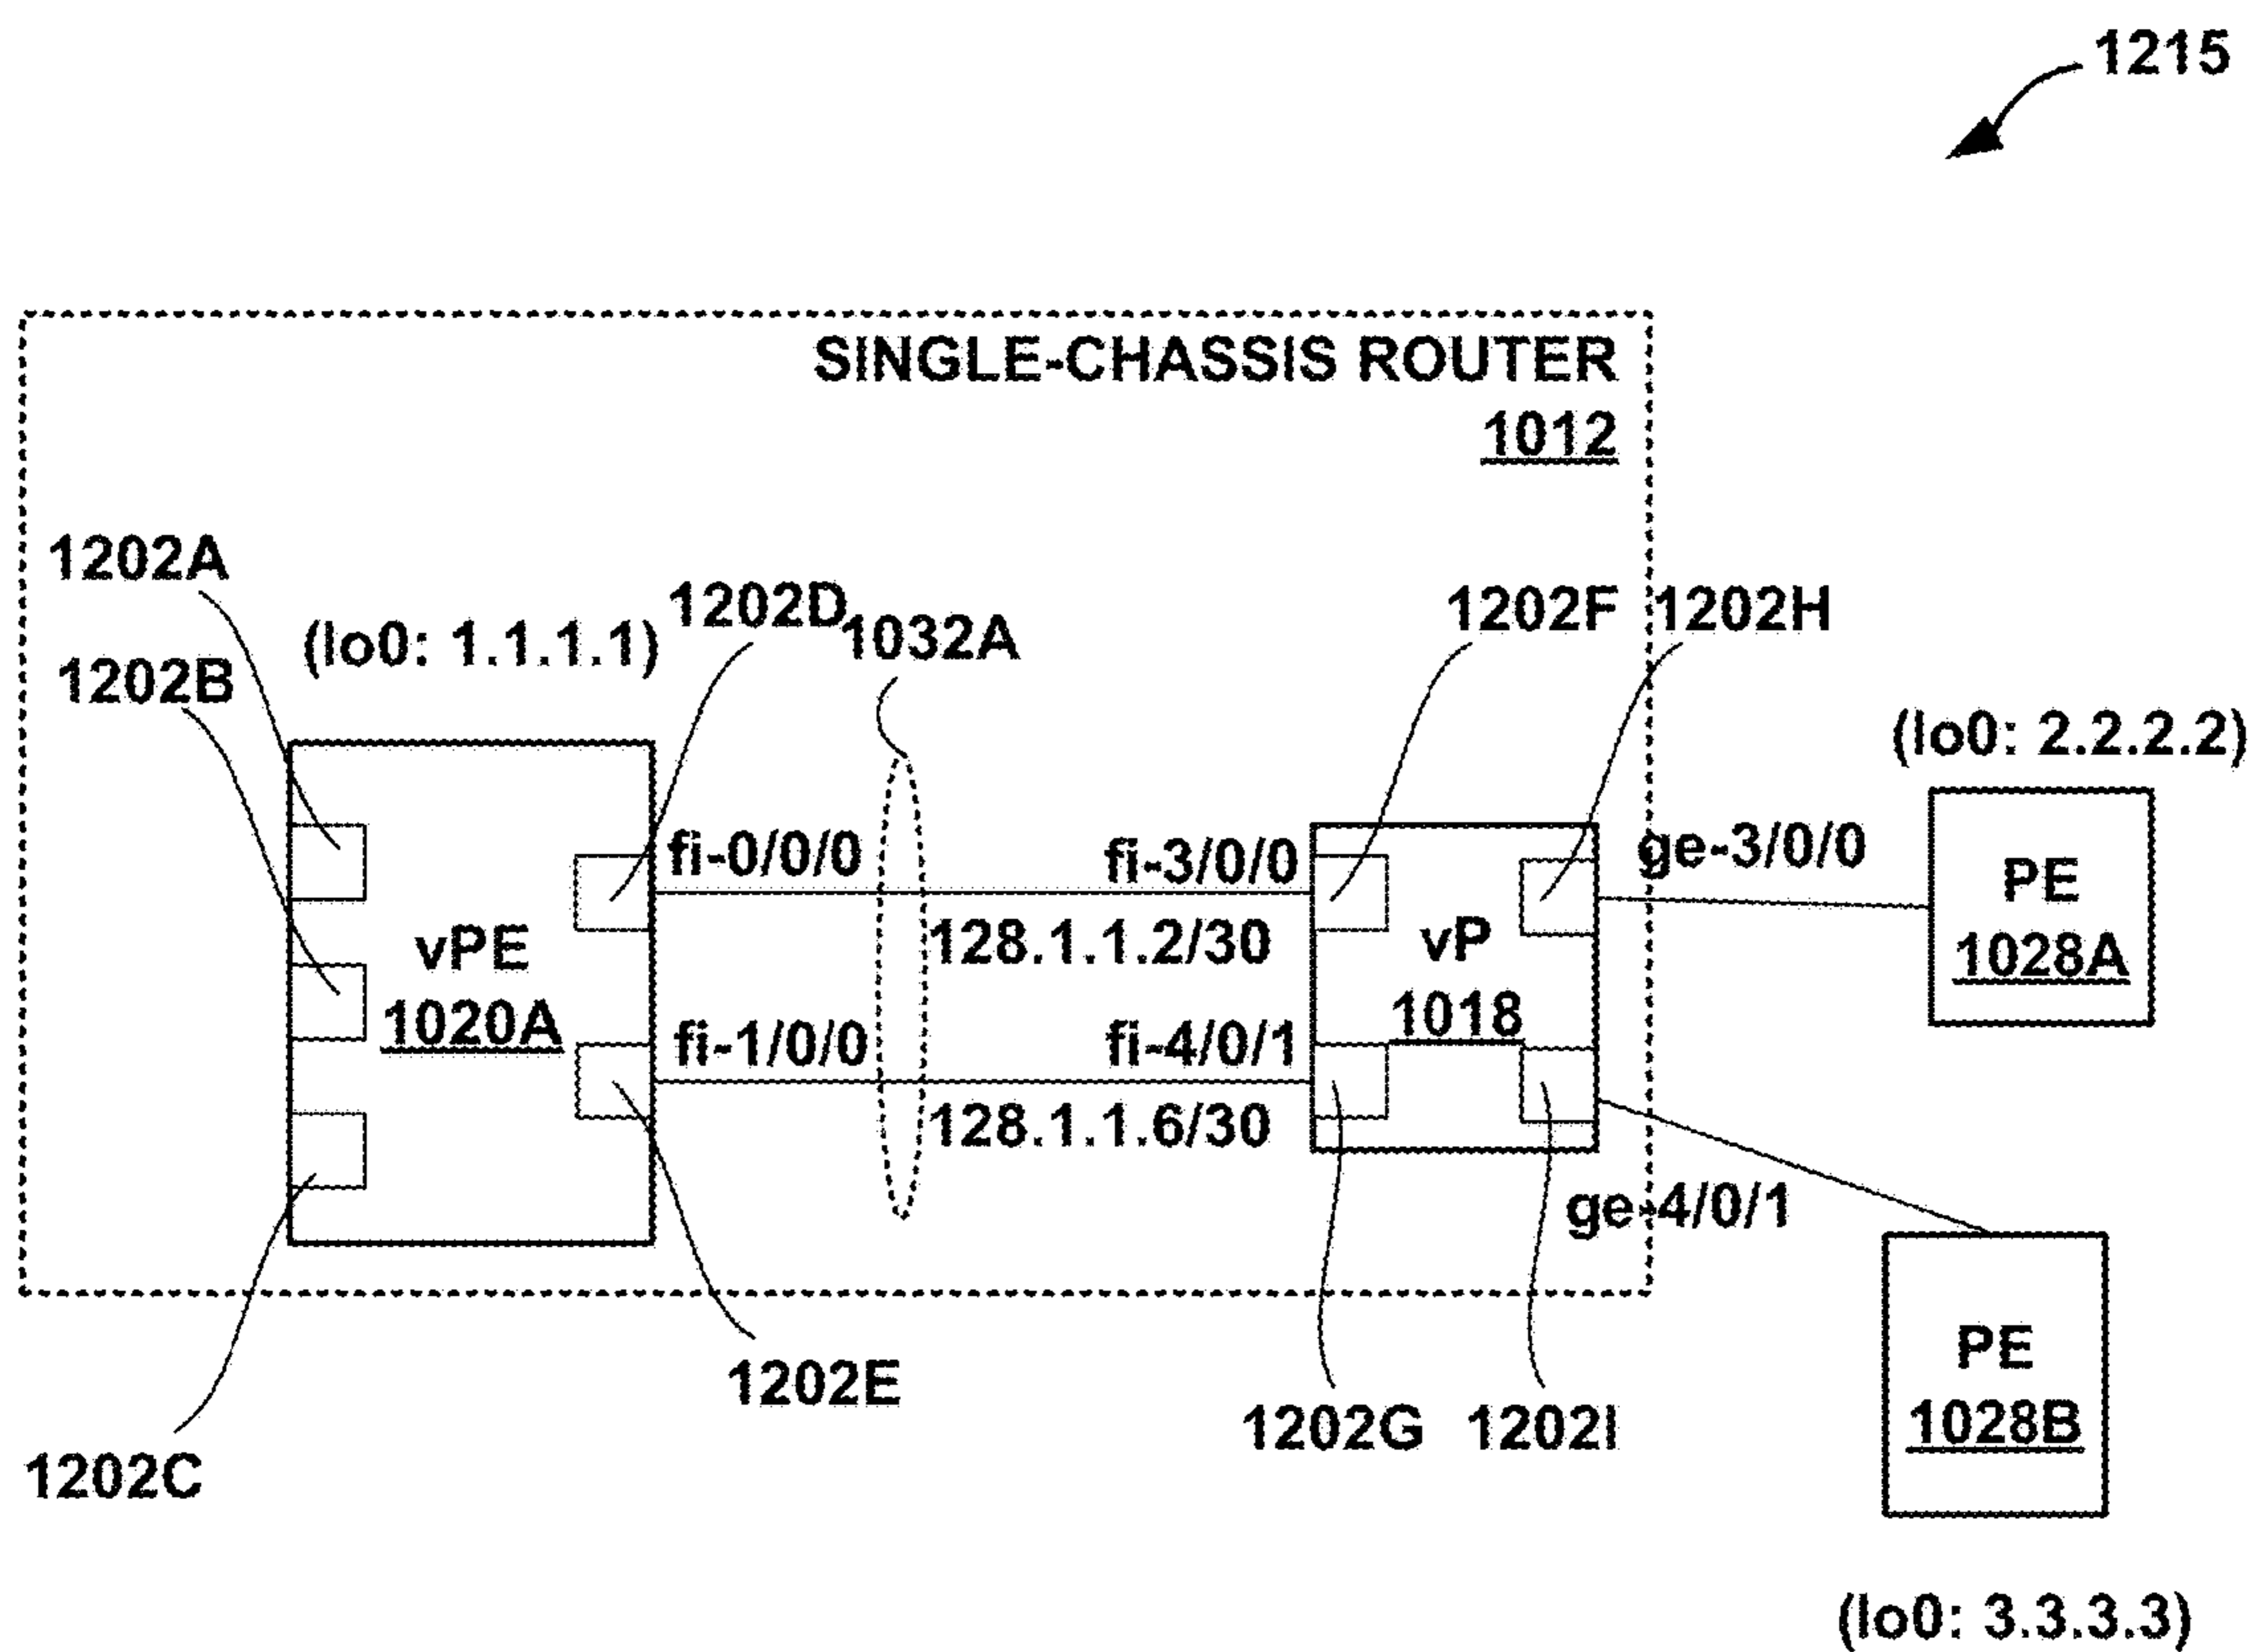 1215
SINGLE-CHASSIS ROUTER
1012
1202A
(lo0: 1.1.1.1)
1202D
1032A
1202F
1202H
1202B
(lo0: 2.2.2.2)
fi-0/0/0
fi-3/0/0
ge-3/0/0
PE
1028A
vPE
1020A
128.1.1.2/30
vP
1018
fi-1/0/0
fi-4/0/1
128.1.1.6/30
ge-4/0/1
PE
1028B
1202E
1202G
1202I
1202C
(lo0: 3.3.3.3)